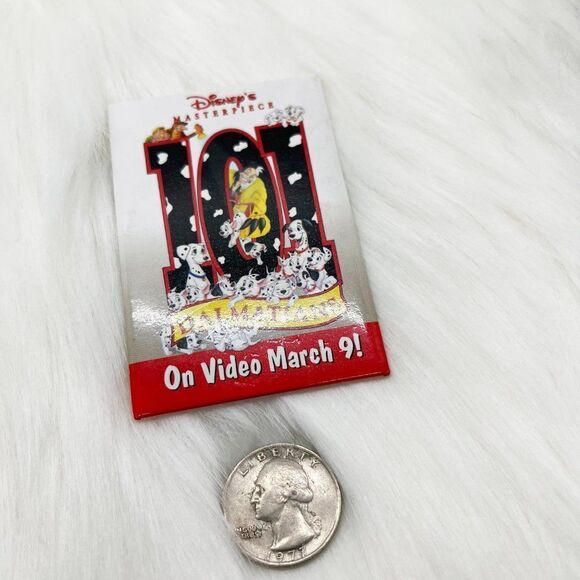 Disney's
MASTERPIECE
101
DALMATIANS
On Video March 9!
LIBERTY
1977